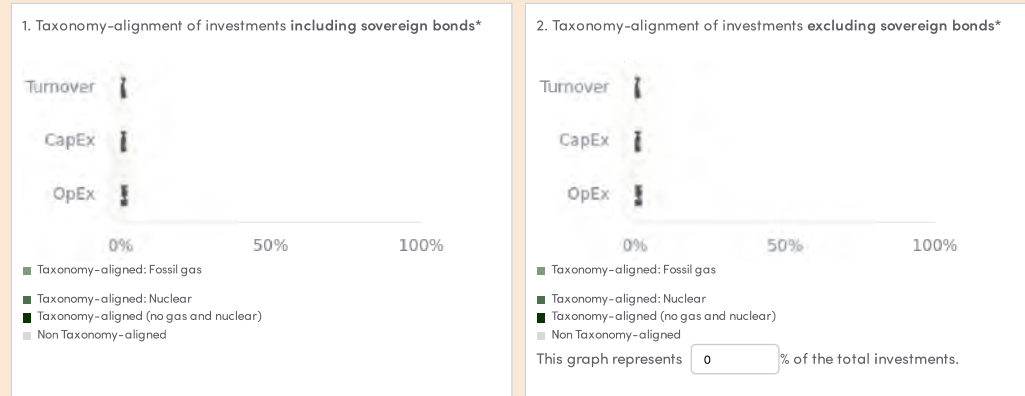 1. Taxonomy-alignment of investments including sovereign bonds*
Turnover
CapEx
OpEx
0% 50% 100%
Taxonomy-aligned: Fossil gas
Taxonomy-aligned: Nuclear
Taxonomy-aligned (no gas and nuclear)
Non Taxonomy-aligned
2. Taxonomy-alignment of investments excluding sovereign bonds*
Turnover
CapEx
OpEx
0% 50% 100%
Taxonomy-aligned: Fossil gas
Taxonomy-aligned: Nuclear
Taxonomy-aligned (no gas and nuclear)
Non Taxonomy-aligned
This graph represents 0 % of the total investments.